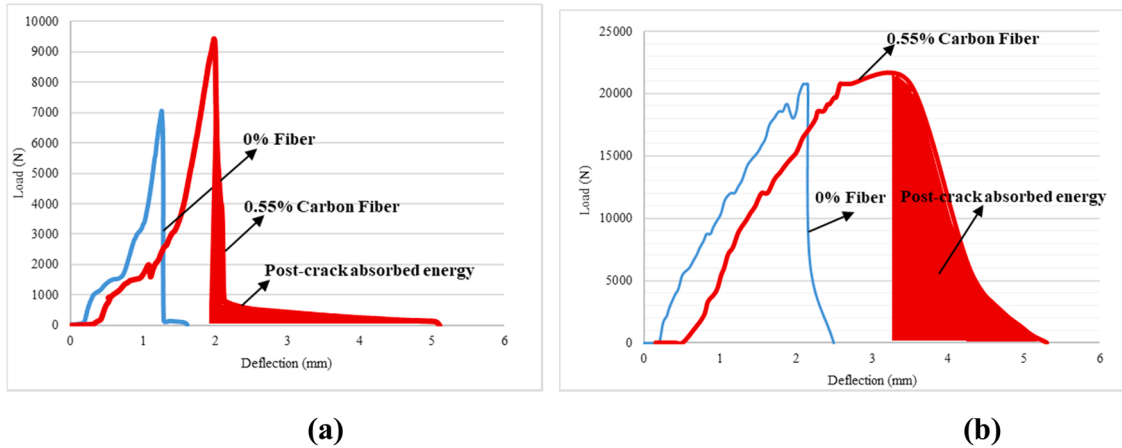 10000
9000
8000
7000
6000
5000
4000
3000
2000
1000
0
Load (N)
0% Fiber
0.55% Carbon Fiber
Post-crack absorbed energy
0 1 2 3 4 5 6
Deflection (mm)
(a)
25000
20000
15000
10000
5000
0
Load (N)
0.55% Carbon Fiber
0% Fiber
Post-crack absorbed energy
0 1 2 3 4 5 6
Deflection (mm)
(b)